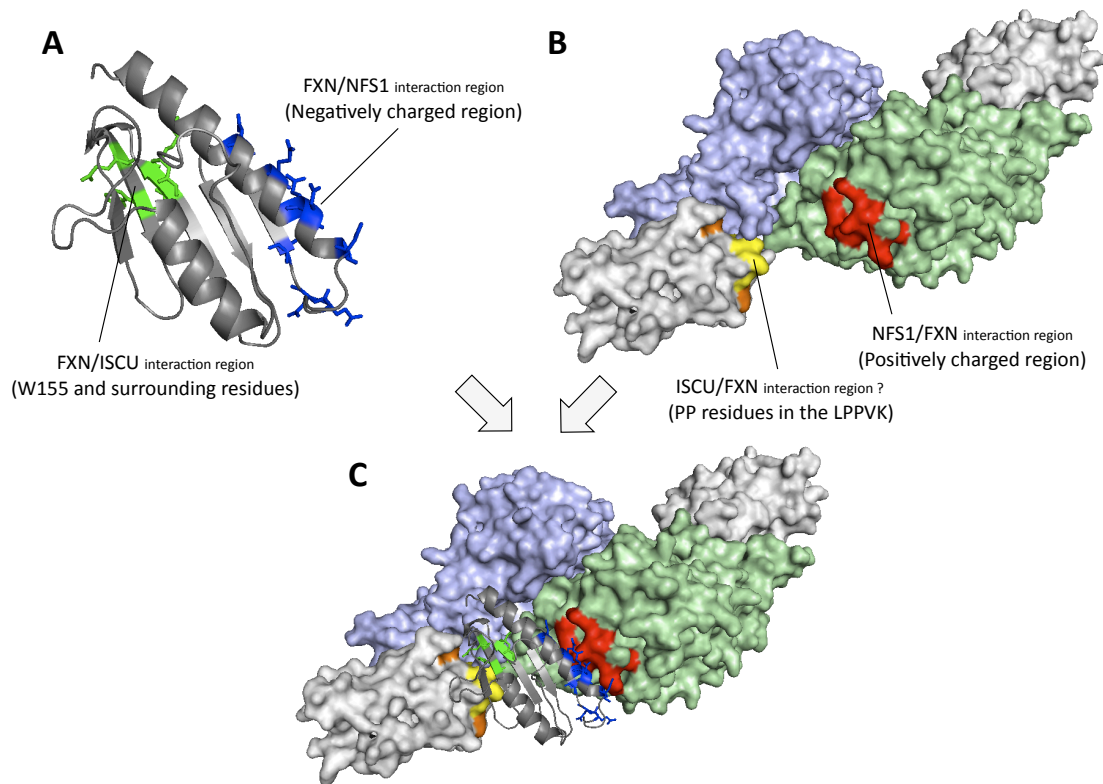 A
FXN/NFS1 interaction region
(Negatively charged region)
FXN/ISCU interaction region
(W155 and surrounding residues)
B
NFS1/FXN interaction region
(Positively charged region)
ISCU/FXN interaction region ?
(PP residues in the LPPVK)
C